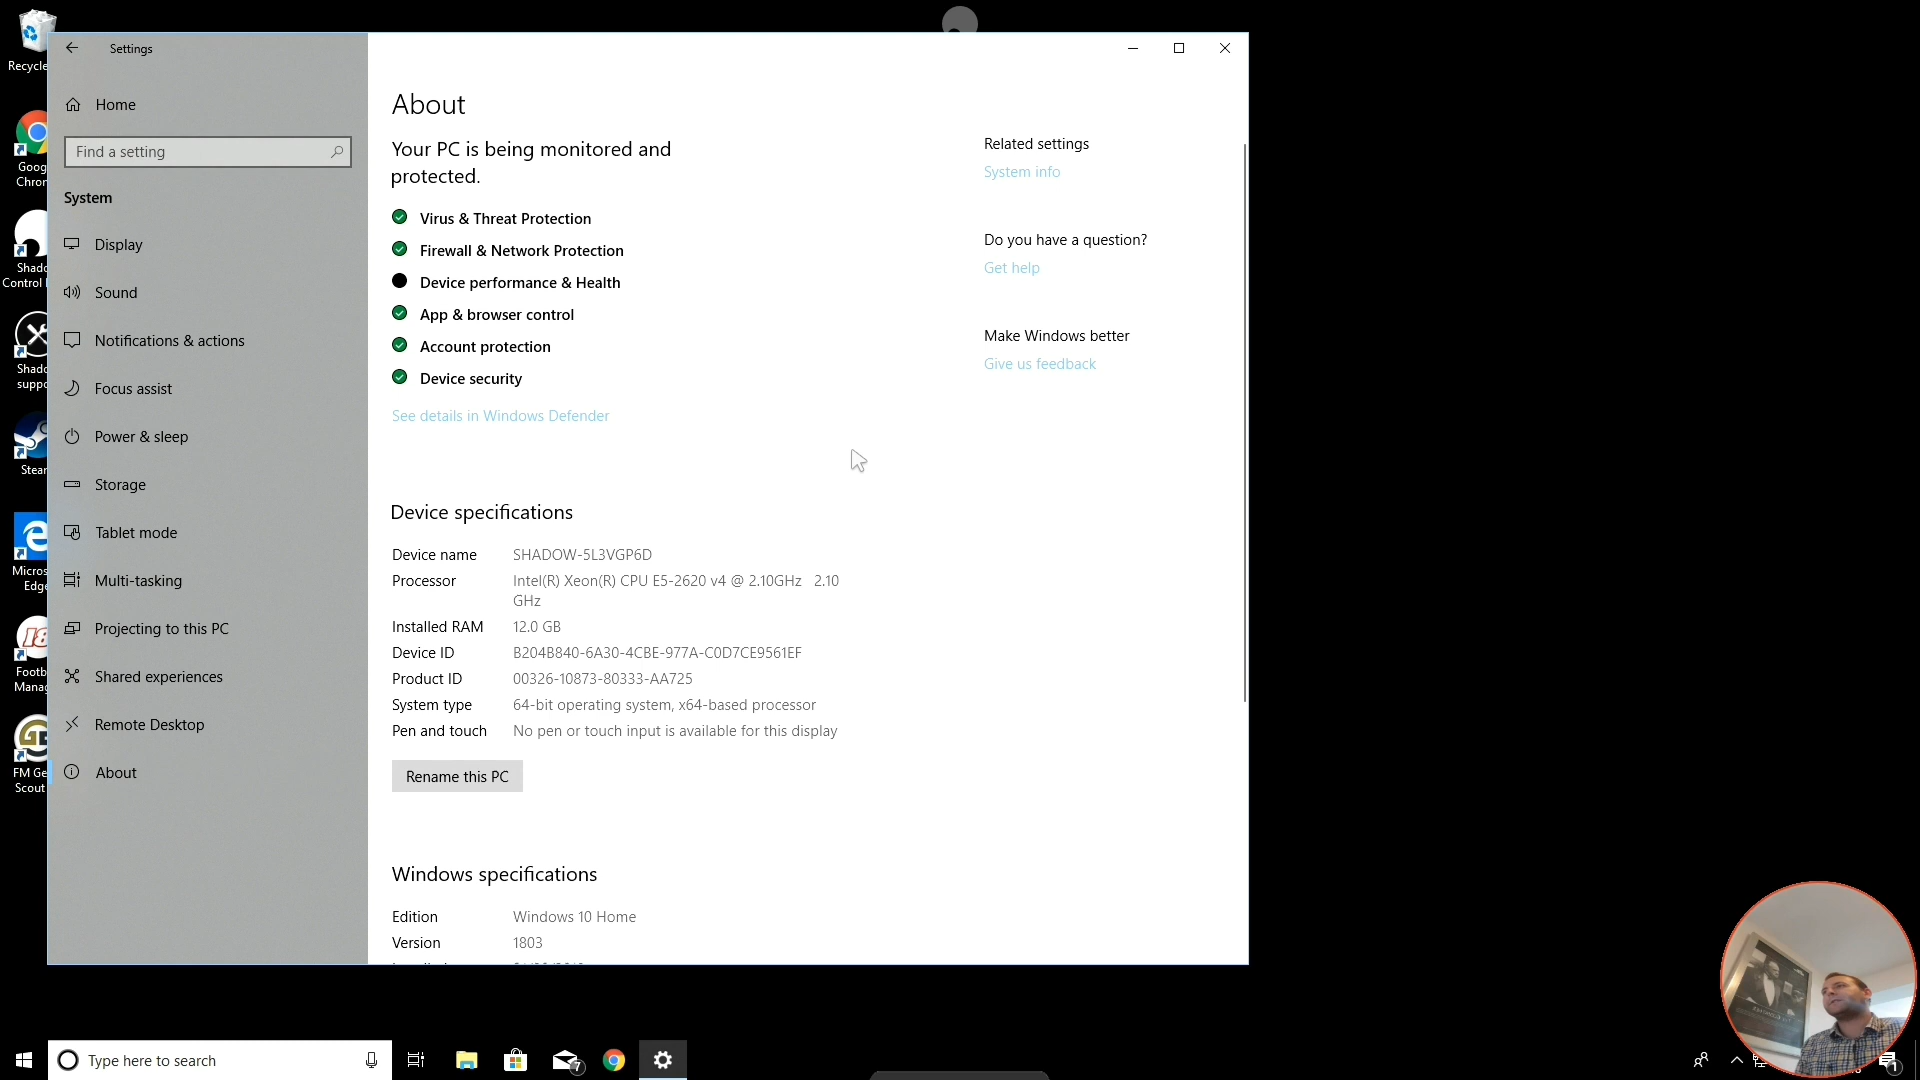 Settings
Home
Find a setting
System
Display
Sound
Notifications & actions
Focus assist
Power & sleep
Storage
Tablet mode
Multi-tasking
Projecting to this PC
Shared experiences
Remote Desktop
About
About
Your PC is being monitored and
protected.
Virus & Threat Protection
Firewall & Network Protection
Device performance & Health
App & browser control
Account protection
Device security
See details in Windows Defender
Device specifications
Device name SHADOW-5L3VGP6D
Processor Intel(R) Xeon(R) CPU E5-2620 v4 @ 2.10GHz 2.10
GHz
Installed RAM 12.0 GB
Device ID B204B840-6A30-4CBE-977A-C0D7CE9561EF
Product ID 00326-10873-80333-AA725
System type 64-bit operating system, x64-based processor
Pen and touch No pen or touch input is available for this display
Rename this PC
Windows specifications
Edition Windows 10 Home
Version 1803
Related settings
System info
Do you have a question?
Get help
Make Windows better
Give us feedback
Recycle
Goog
Chron
Shado
Control
Shado
suppo
Stear
Micros
Edge
18
Footb
Manag
FM Ge
Scout
Type here to search
7
1